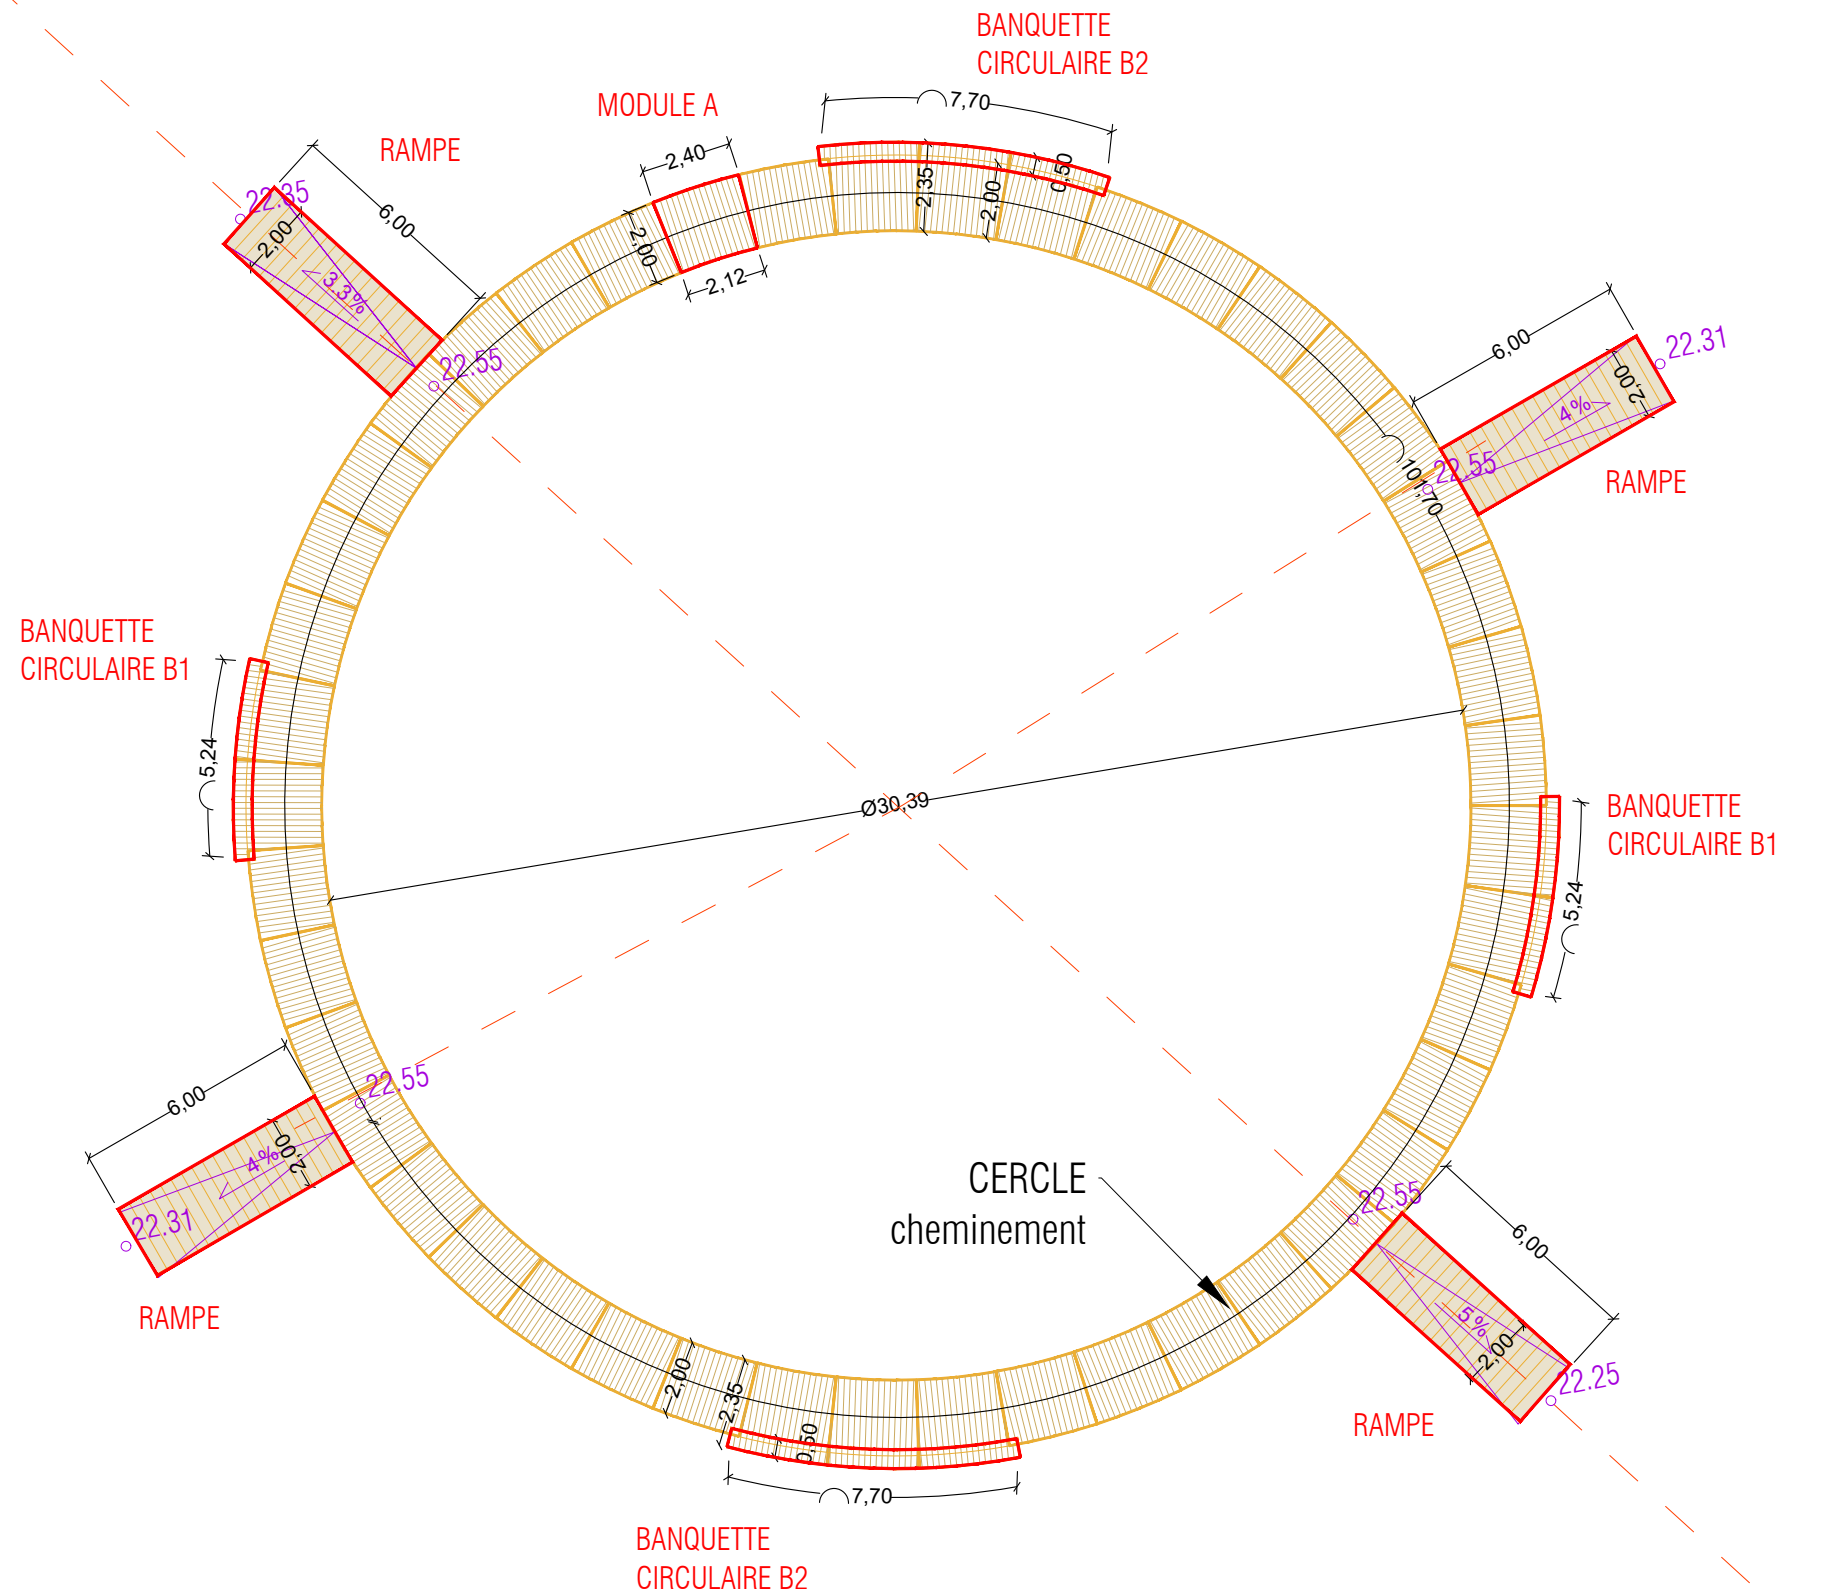 BANQUETTE
CIRCULAIRE B2
7,70
MODULE A
2,40
RAMPE
22.35
2,00
6,00
3.3%
2,00
2,12
2,35
2,00
0,50
22.55
6,00
22.31
2,00
4%
22.55
101,70
RAMPE
BANQUETTE
CIRCULAIRE B1
5,24
Ø30,39
BANQUETTE
CIRCULAIRE B1
5,24
6,00
22.55
2,00
4%
22.31
RAMPE
CERCLE
cheminement
22.55
6,00
5%
2,00
22.25
RAMPE
2,00
2,35
0,50
7,70
BANQUETTE
CIRCULAIRE B2